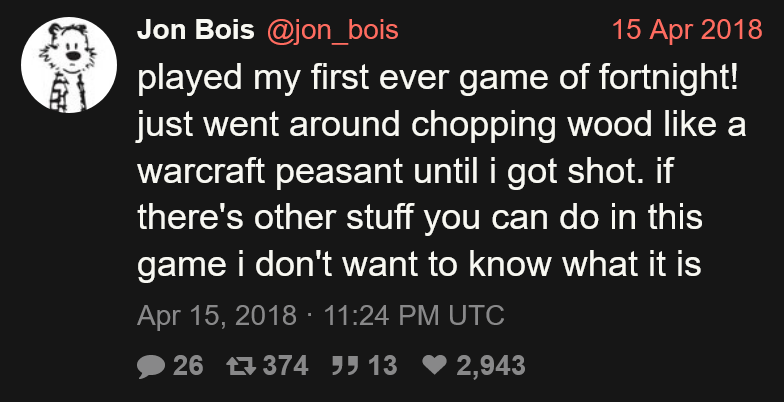 Jon Bois @jon_bois 15 Apr 2018
played my first ever game of fortnight!
just went around chopping wood like a
warcraft peasant until i got shot. if
there's other stuff you can do in this
game i don't want to know what it is
Apr 15, 2018 · 11:24 PM UTC
26 374 13 2,943